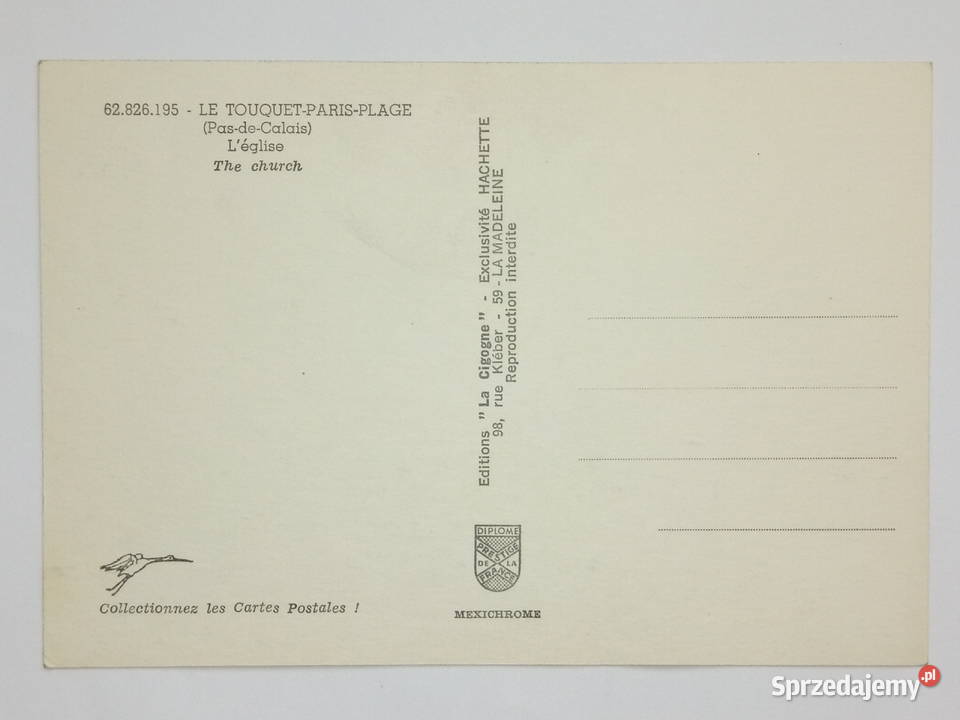 62.826.195 - LE TOUQUET-PARIS-PLAGE
(Pas-de-Calais)
L'église
The church
Editions "La Cigogne" - Exclusivité HACHETTE
98, rue Kléber - 59 - LA MADELEINE
Reproduction interdite
DIPLOME
PRESTIGE
DE LA
FRANCE
MEXICHROME
Collectionnez les Cartes Postales !
Sprzedajemy.pl